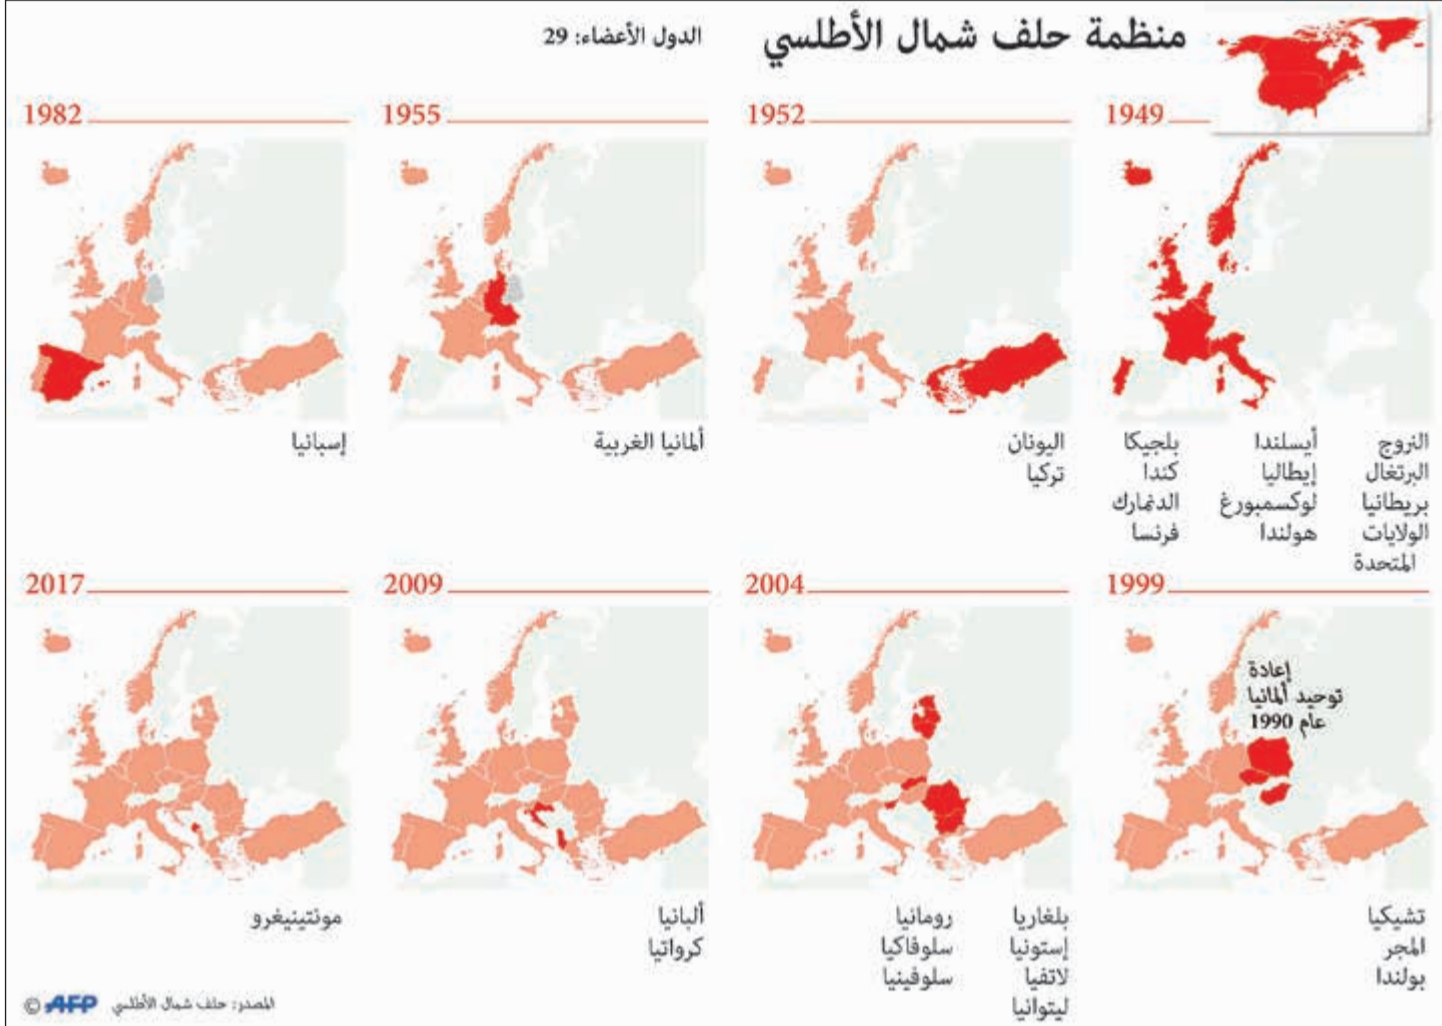 منظمة حلف شمال الأطلسي
الدول الأعضاء: 29
1949
النروج
البرتغال
بريطانيا
الولايات
المتحدة
أيسلندا
إيطاليا
لوكسمبورغ
هولندا
بلجيكا
كندا
الدنمارك
فرنسا
1952
اليونان
تركيا
1955
ألمانيا الغربية
1982
إسبانيا
1999
إعادة
توحيد ألمانيا
عام 1990
تشيكيا
المجر
بولندا
2004
بلغاريا
إستونيا
لاتفيا
ليتوانيا
رومانيا
سلوفاكيا
سلوفينيا
2009
ألبانيا
كرواتيا
2017
مونتينيغرو
المصدر: حلف شمال الأطلسي AFP ©